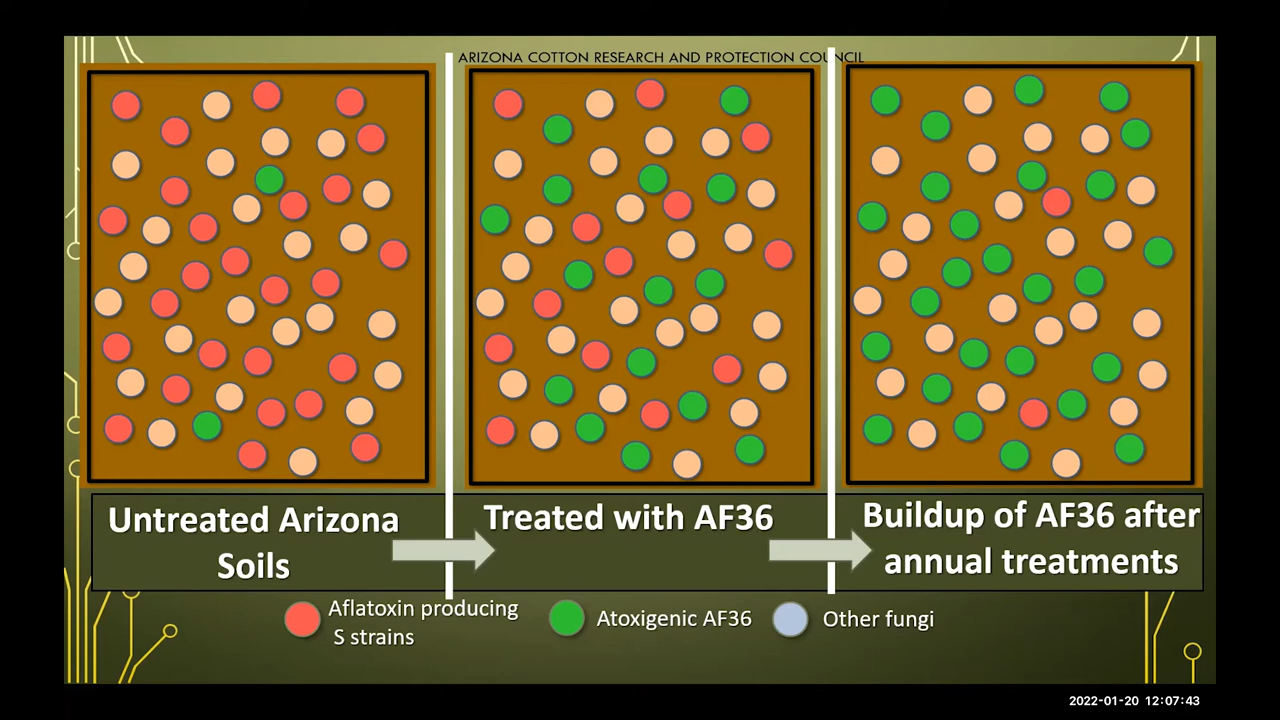 ARIZONA COTTON RESEARCH AND PROTECTION COUNCIL
Untreated Arizona
Soils
Treated with AF36
Buildup of AF36 after
annual treatments
Aflatoxin producing
S strains
Atoxigenic AF36
Other fungi
2022-01-20 12:07:43